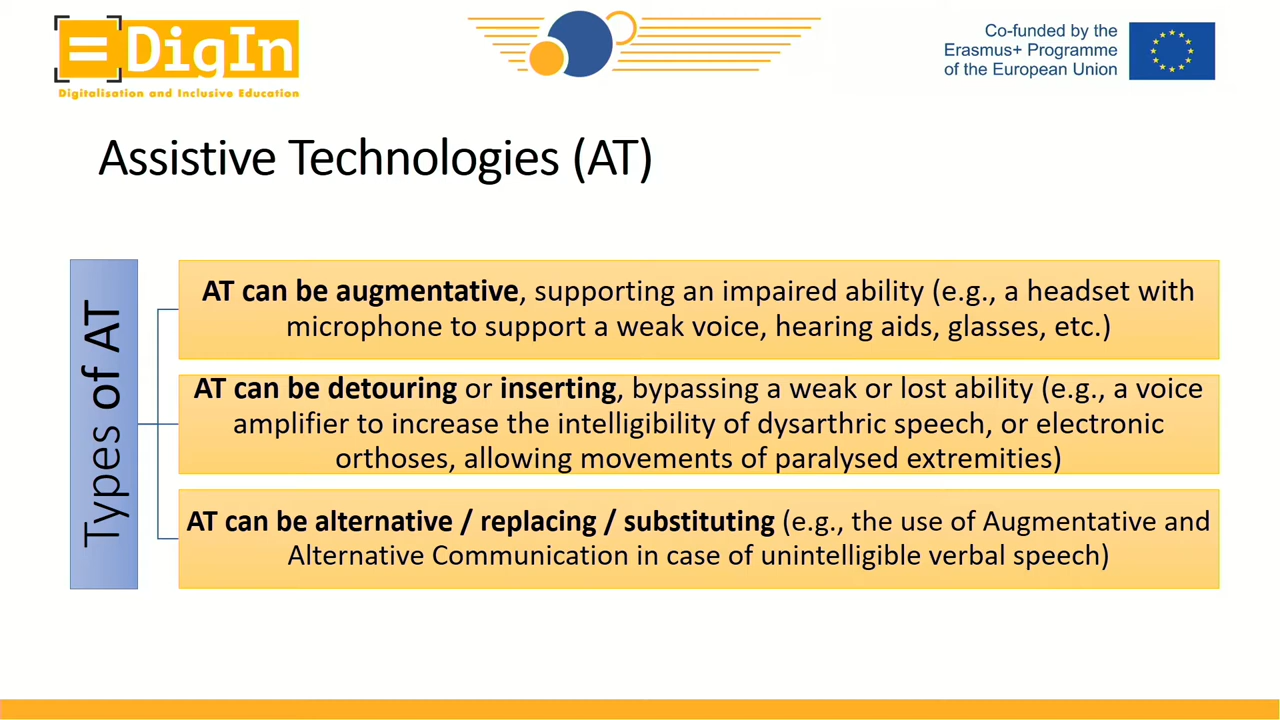 =DigIn
Digitalisation and Inclusive Education
Co-funded by the
Erasmus+ Programme
of the European Union
Assistive Technologies (AT)
Types of AT
AT can be augmentative, supporting an impaired ability (e.g., a headset with
microphone to support a weak voice, hearing aids, glasses, etc.)
AT can be detouring or inserting, bypassing a weak or lost ability (e.g., a voice
amplifier to increase the intelligibility of dysarthric speech, or electronic
orthoses, allowing movements of paralysed extremities)
AT can be alternative / replacing / substituting (e.g., the use of Augmentative and
Alternative Communication in case of unintelligible verbal speech)